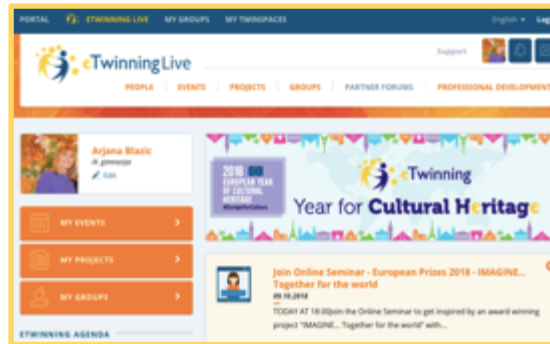 PORTAL ETWINNING LIVE MY GROUPS MY TWINSPACES English
Support
eTwinning Live
PEOPLE EVENTS PROJECTS GROUPS PARTNER FORUMS PROFESSIONAL DEVELOPMENT
Arjana Blazic
IX. gimnazija
Edit
2018
EUROPEAN YEAR
OF CULTURAL
HERITAGE
#EuropeForCulture
eTwinning
Year for Cultural Heritage
MY EVENTS
MY PROJECTS
MY GROUPS
Join Online Seminar - European Prizes 2018 - IMAGINE...
Together for the world
09.10.2018
TODAY AT 18.00Join the Online Seminar to get inspired by an award winning
project "IMAGINE... Together for the world" with...
ETWINNING AGENDA